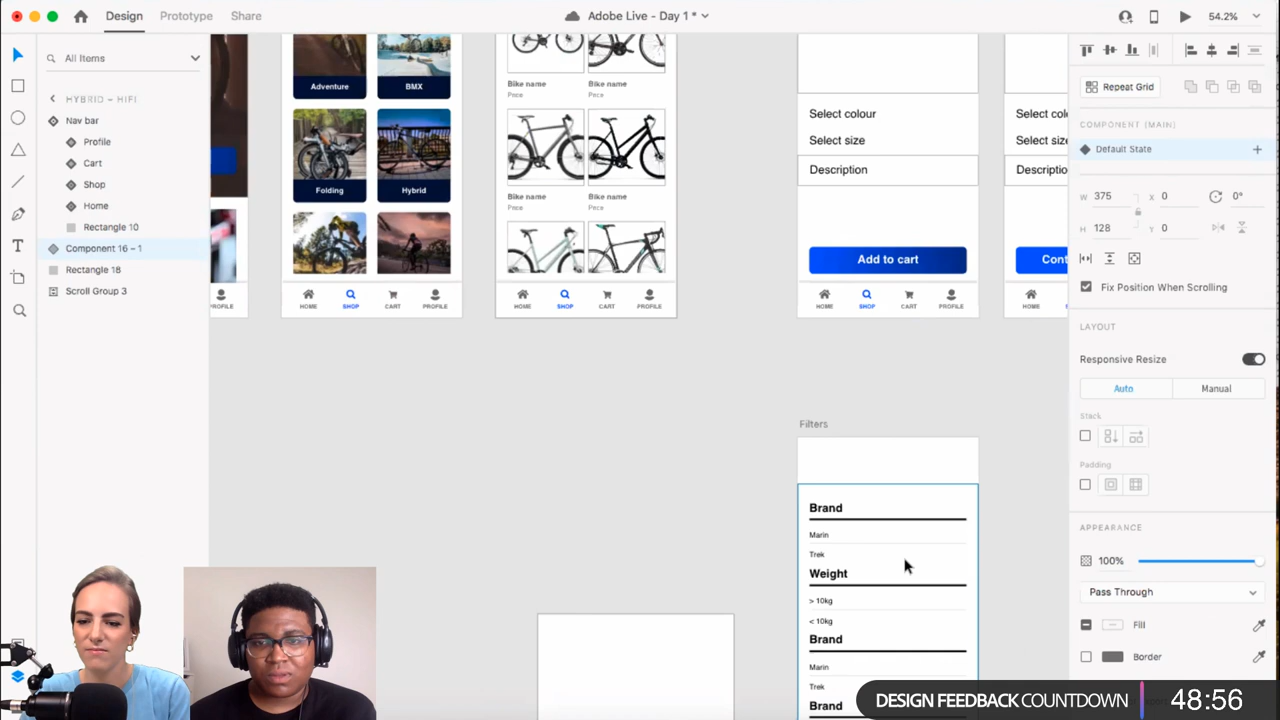 Design
Prototype
Share
Adobe Live - Day 1 *
54.2%
All Items
HYBRID – HIFI
Nav bar
Profile
Cart
Shop
Home
Rectangle 10
Component 16 – 1
Rectangle 18
Scroll Group 3
PROFILE
Adventure
BMX
Folding
Hybrid
HOME
SHOP
CART
PROFILE
Bike name
Price
Bike name
Price
Bike name
Price
Bike name
Price
HOME
SHOP
CART
PROFILE
Select colour
Select size
Description
Add to cart
HOME
SHOP
CART
PROFILE
Select colo
Select size
Descriptio
Cont
HOME
Filters
Brand
Marin
Trek
Weight
> 10kg
< 10kg
Brand
Marin
Trek
Brand
Repeat Grid
COMPONENT (MAIN)
Default State
W 375
X 0
0°
H 128
Y 0
Fix Position When Scrolling
LAYOUT
Responsive Resize
Auto
Manual
Stack
Padding
APPEARANCE
100%
Pass Through
Fill
Border
DESIGN FEEDBACK COUNTDOWN
48:56